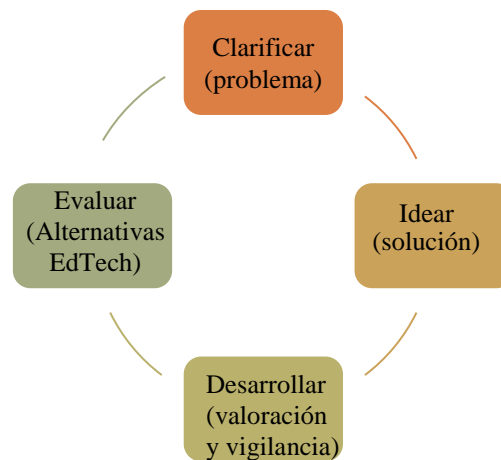 Clarificar
(problema)
Idear
(solución)
Desarrollar
(valoración
y vigilancia)
Evaluar
(Alternativas
EdTech)